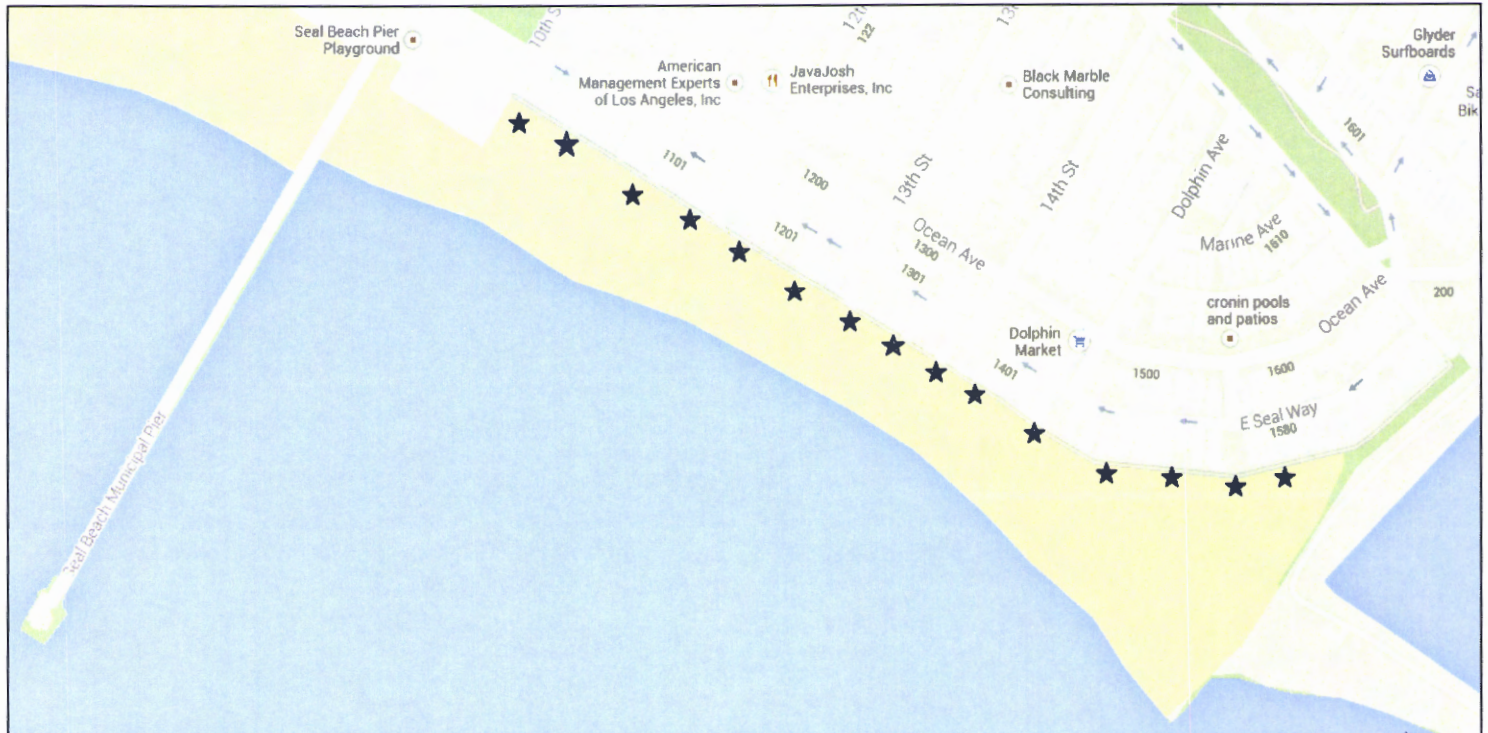 Seal Beach Pier
Playground
10th S
12th
122
13th
Glyder
Surfboards
American
Management Experts
of Los Angeles, Inc
JavaJosh
Enterprises, Inc
Black Marble
Consulting
Sa
Bik
1601
1101
1200
13th St
14th St
Dolphin Ave
Marine Ave
1610
1201
Ocean Ave
1300
1301
Ocean Ave
200
cronin pools
and patios
Dolphin
Market
1401
1500
1600
E Seal Way
1580
Seal Beach Municipal Pier